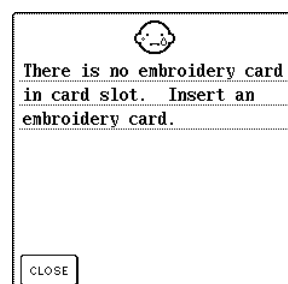 There is no embroidery card
in card slot.  Insert an
embroidery card.
CLOSE